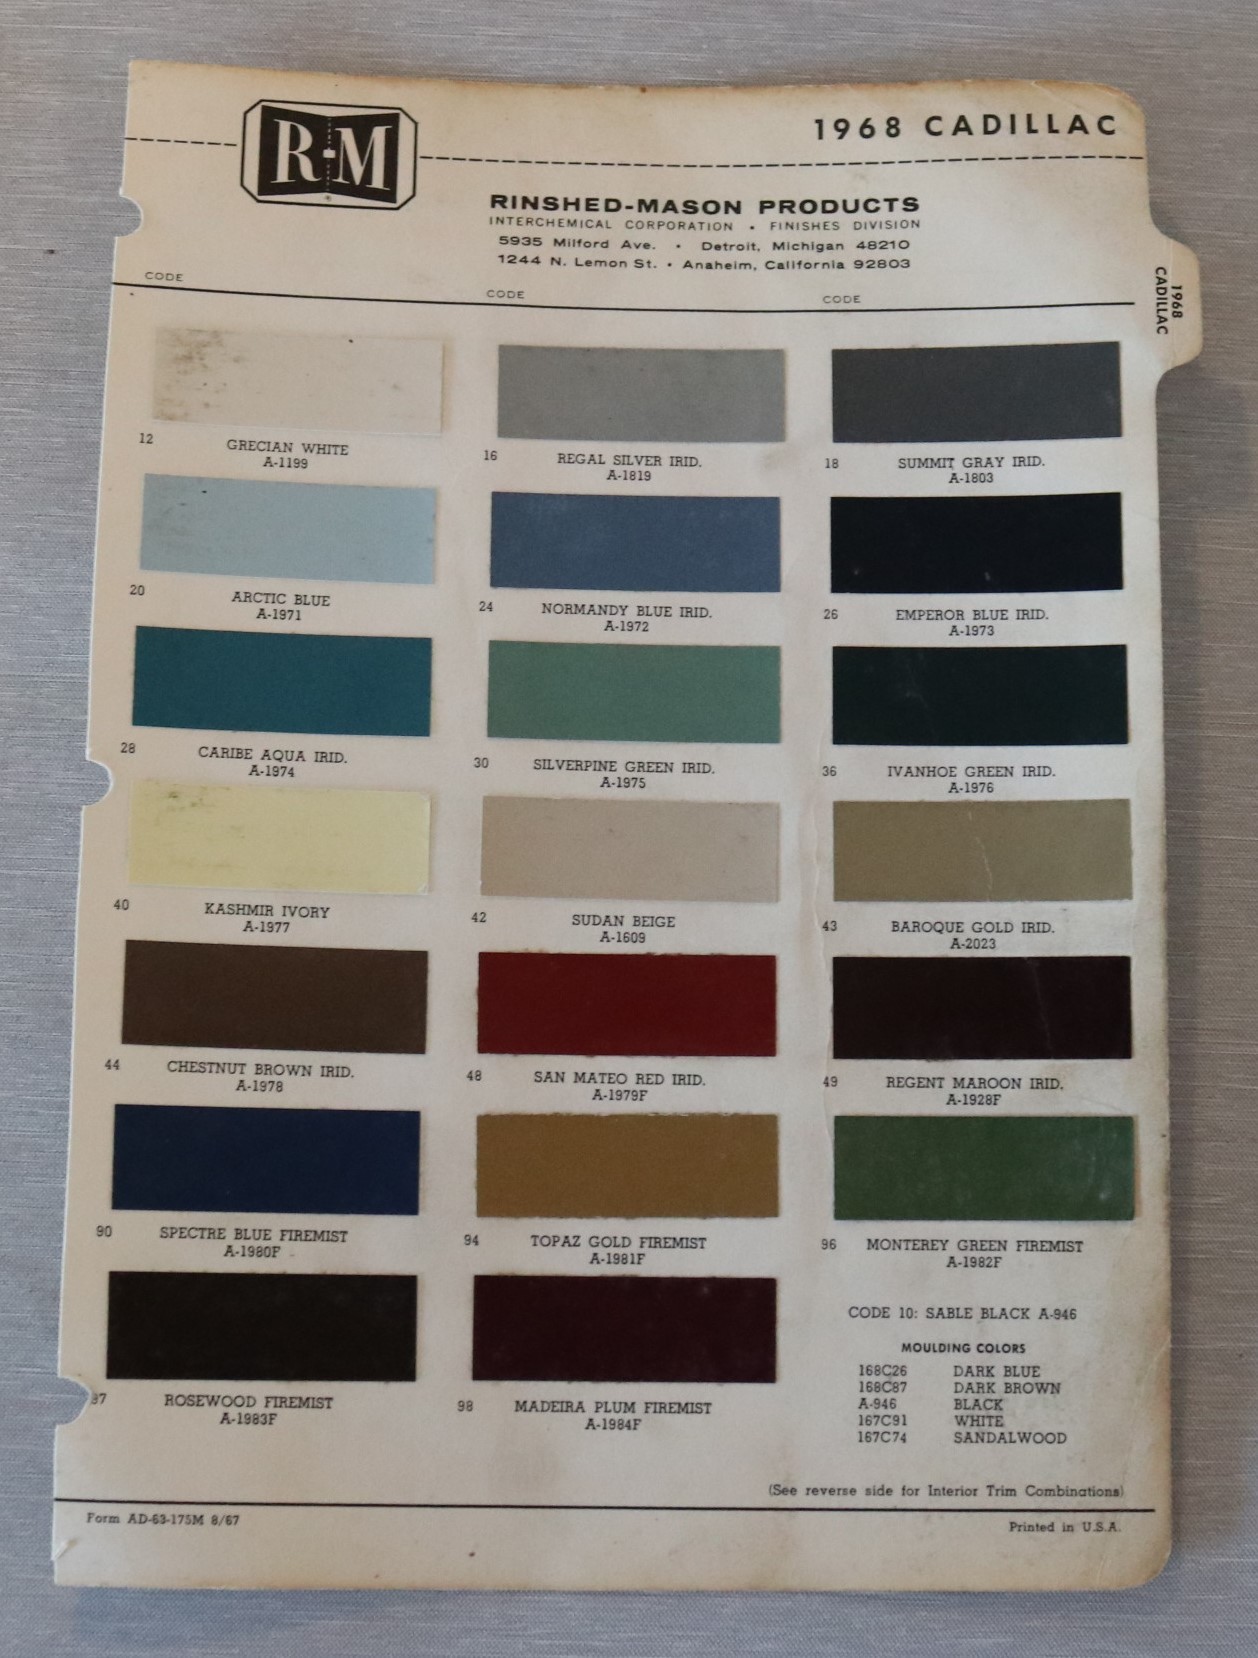 R-M
1968 CADILLAC
RINSHED-MASON PRODUCTS
INTERCHEMICAL CORPORATION • FINISHES DIVISION
5935 Milford Ave. • Detroit, Michigan 48210
1244 N. Lemon St. • Anaheim, California 92803
1968
CADILLAC
CODE CODE CODE
12 GRECIAN WHITE
A-1199
16 REGAL SILVER IRID.
A-1819
18 SUMMIT GRAY IRID.
A-1803
20 ARCTIC BLUE
A-1971
24 NORMANDY BLUE IRID.
A-1972
26 EMPEROR BLUE IRID.
A-1973
28 CARIBE AQUA IRID.
A-1974
30 SILVERPINE GREEN IRID.
A-1975
36 IVANHOE GREEN IRID.
A-1976
40 KASHMIR IVORY
A-1977
42 SUDAN BEIGE
A-1609
43 BAROQUE GOLD IRID.
A-2023
44 CHESTNUT BROWN IRID.
A-1978
48 SAN MATEO RED IRID.
A-1979F
49 REGENT MAROON IRID.
A-1928F
90 SPECTRE BLUE FIREMIST
A-1980F
94 TOPAZ GOLD FIREMIST
A-1981F
96 MONTEREY GREEN FIREMIST
A-1982F
ROSEWOOD FIREMIST
A-1983F
98 MADEIRA PLUM FIREMIST
A-1984F
CODE 10: SABLE BLACK A-946
MOULDING COLORS
168C26 DARK BLUE
168C87 DARK BROWN
A-946 BLACK
167C91 WHITE
167C74 SANDALWOOD
(See reverse side for Interior Trim Combinations)
Form AD-63-175M 8/67
Printed in U.S.A.